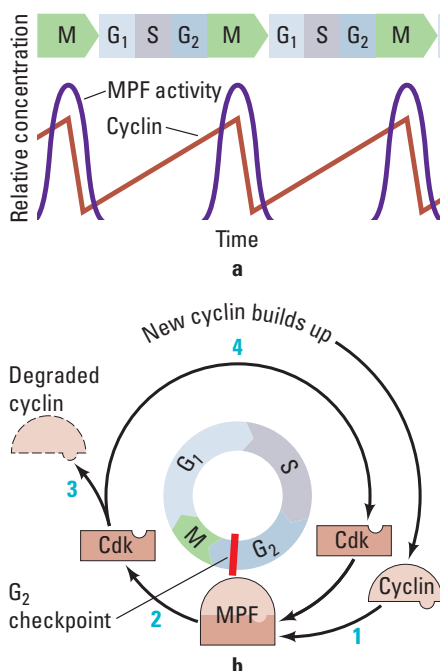 M G₁ S G₂ M G₁ S G₂ M
Relative concentration
MPF activity
Cyclin
Time
a
New cyclin builds up
4
Degraded
cyclin
3
G₁
S
M
G₂
Cdk
Cdk
G₂
checkpoint
2
MPF
Cyclin
1
b